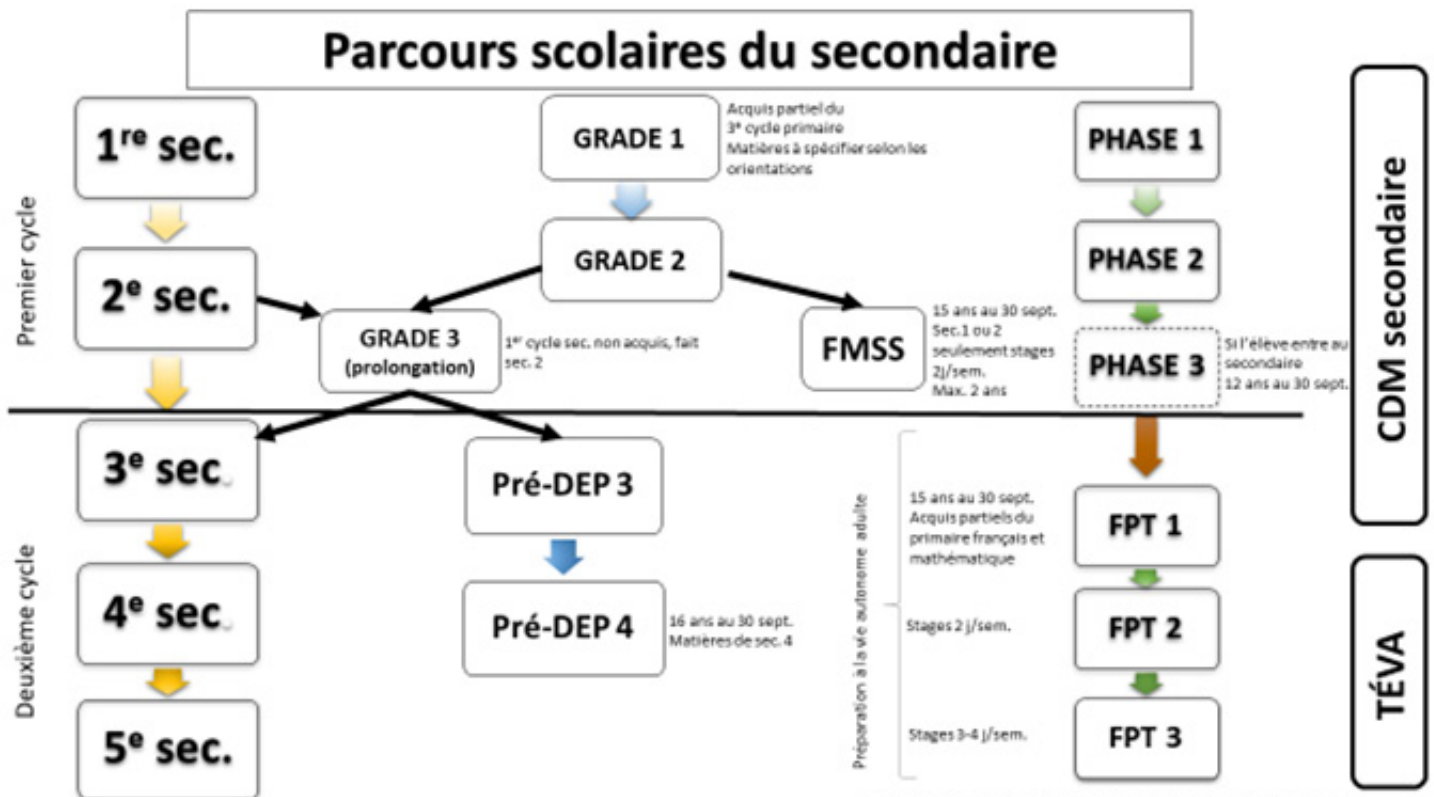 Parcours scolaires du secondaire
Premier cycle
1re sec.
2e sec.
GRADE 1
Acquis partiel du
3e cycle primaire
Matières à spécifier selon les
orientations
GRADE 2
GRADE 3
(prolongation)
1er cycle sec. non acquis, fait
sec. 2
FMSS
15 ans au 30 sept.
Sec.1 ou 2
seulement stages
2j/sem.
Max. 2 ans
PHASE 1
PHASE 2
PHASE 3
Si l'élève entre au
secondaire
12 ans au 30 sept.
CDM secondaire
Deuxième cycle
3e sec.
4e sec.
5e sec.
Pré-DEP 3
Pré-DEP 4
16 ans au 30 sept.
Matières de sec. 4
Préparation à la vie autonome adulte
15 ans au 30 sept.
Acquis partiels du
primaire français et
mathématique
Stages 2 j/sem.
Stages 3-4 j/sem.
FPT 1
FPT 2
FPT 3
TÉVA